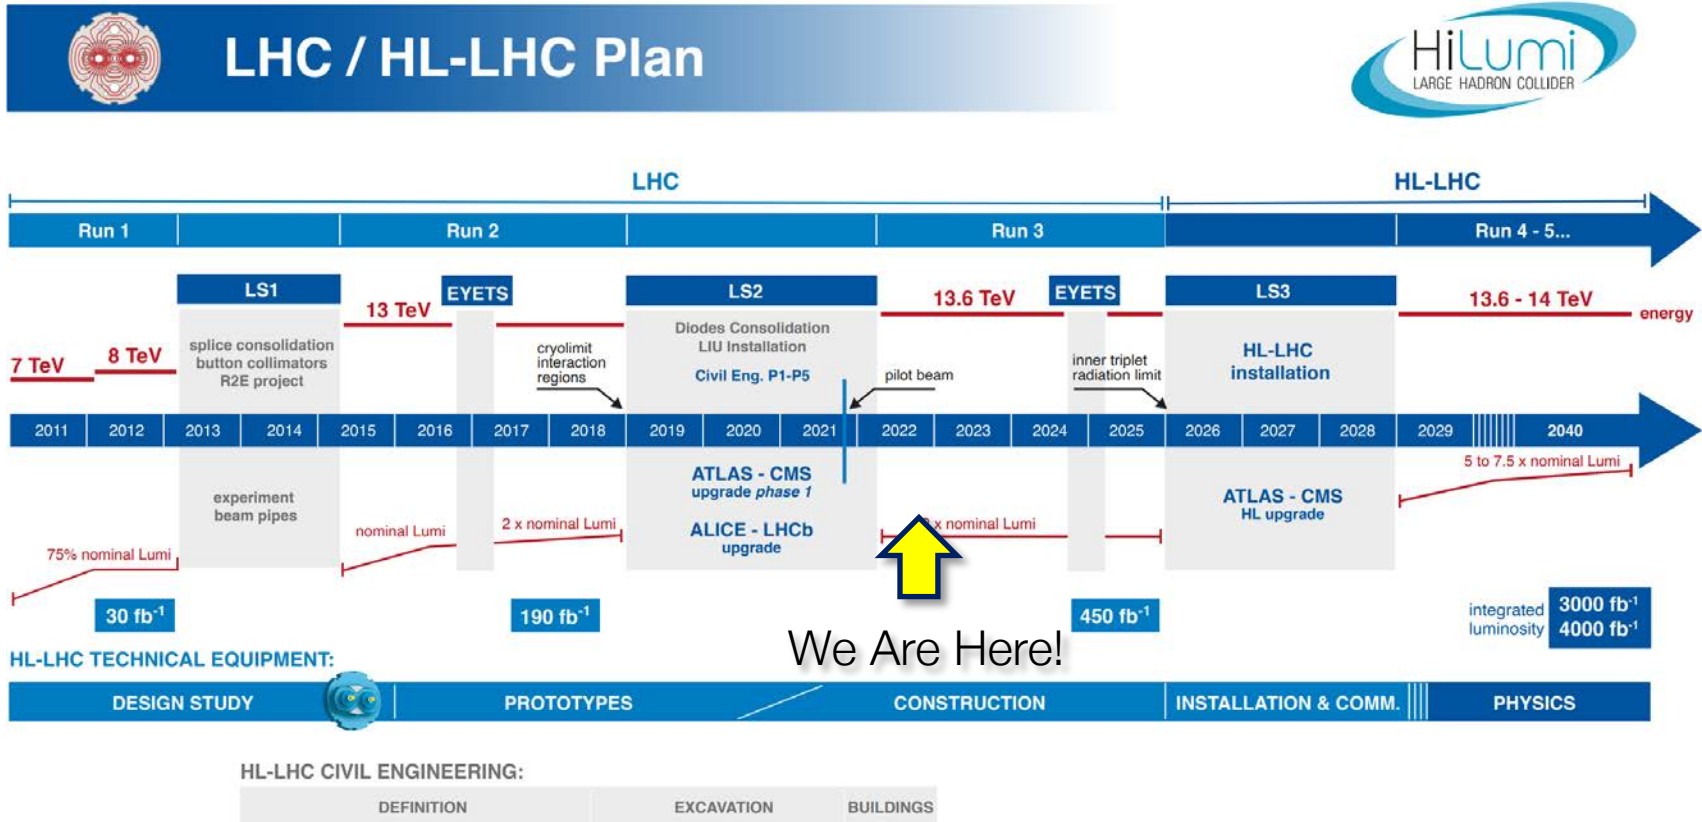 LHC / HL-LHC Plan
HiLumi
LARGE HADRON COLLIDER
LHC
HL-LHC
Run 1
Run 2
Run 3
Run 4 - 5...
LS1
EYETS
LS2
EYETS
LS3
13 TeV
13.6 TeV
13.6 - 14 TeV
energy
7 TeV
8 TeV
splice consolidation
button collimators
R2E project
cryolimit
interaction
regions
Diodes Consolidation
LIU Installation
Civil Eng. P1-P5
pilot beam
inner triplet
radiation limit
HL-LHC
installation
2011 2012 2013 2014 2015 2016 2017 2018 2019 2020 2021 2022 2023 2024 2025 2026 2027 2028 2029 2040
5 to 7.5 x nominal Lumi
experiment
beam pipes
ATLAS - CMS
upgrade phase 1
ALICE - LHCb
upgrade
ATLAS - CMS
HL upgrade
75% nominal Lumi
nominal Lumi
2 x nominal Lumi
x nominal Lumi
30 fb-1
190 fb-1
450 fb-1
integrated
luminosity
3000 fb-1
4000 fb-1
We Are Here!
HL-LHC TECHNICAL EQUIPMENT:
DESIGN STUDY
PROTOTYPES
CONSTRUCTION
INSTALLATION & COMM.
PHYSICS
HL-LHC CIVIL ENGINEERING:
DEFINITION
EXCAVATION
BUILDINGS